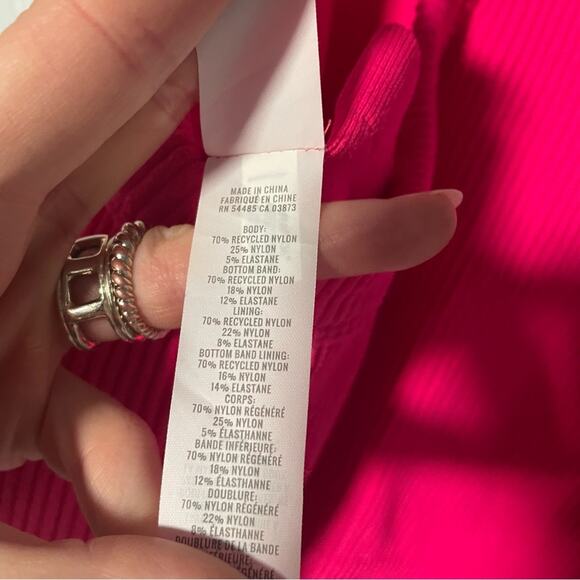 MADE IN CHINA
FABRIQUÉ EN CHINE
RN 54485 CA 03873
BODY:
70% RECYCLED NYLON
25% NYLON
5% ELASTANE
BOTTOM BAND:
70% RECYCLED NYLON
18% NYLON
12% ELASTANE
LINING:
70% RECYCLED NYLON
22% NYLON
8% ELASTANE
BOTTOM BAND LINING:
70% RECYCLED NYLON
16% NYLON
14% ELASTANE
CORPS:
70% NYLON RÉGÉNÉRÉ
25% NYLON
5% ÉLASTHANNE
BANDE INFÉRIEURE:
70% NYLON RÉGÉNÉRÉ
18% NYLON
12% ÉLASTHANNE
DOUBLURE:
70% NYLON RÉGÉNÉRÉ
22% NYLON
8% ÉLASTHANNE
DOUBLURE DE LA BANDE